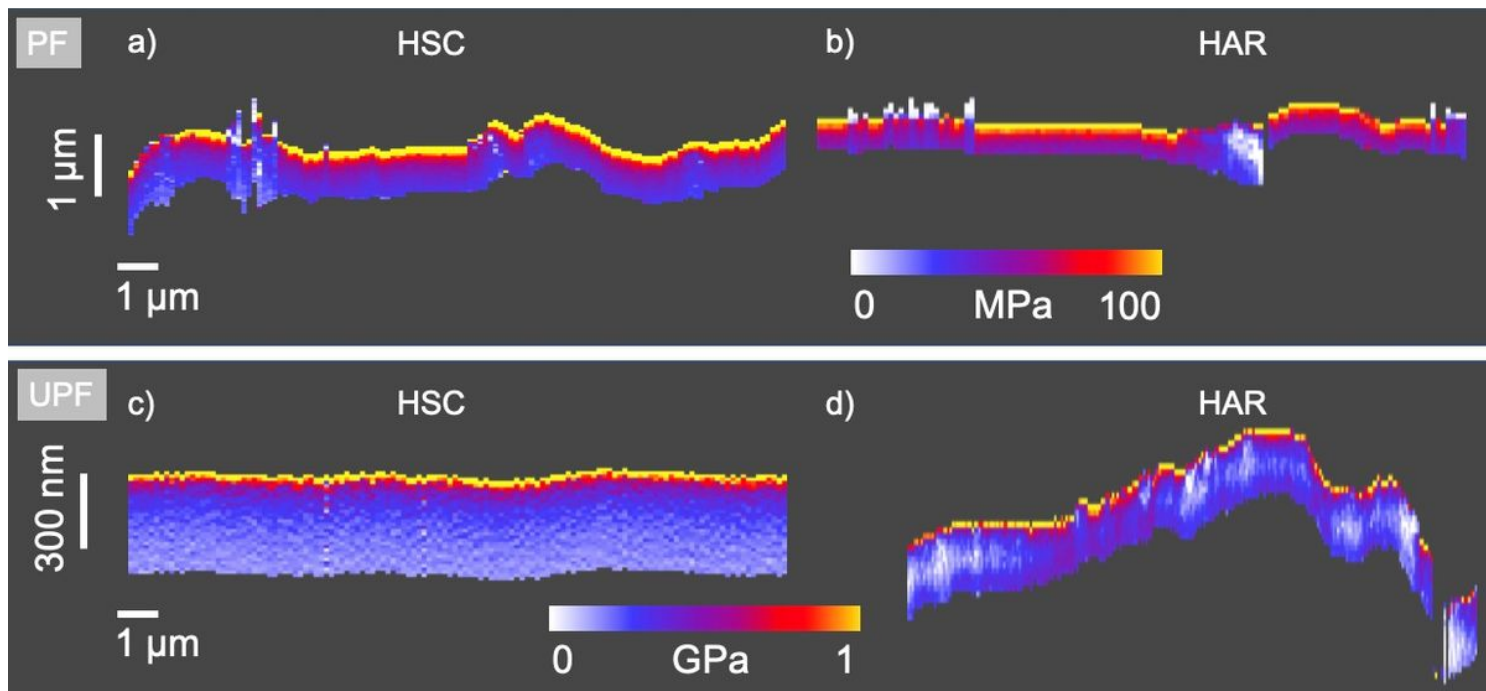 PF
a)
HSC
b)
HAR
1 μm
1 μm
0 MPa 100
UPF
c)
HSC
d)
HAR
300 nm
1 μm
0 GPa 1